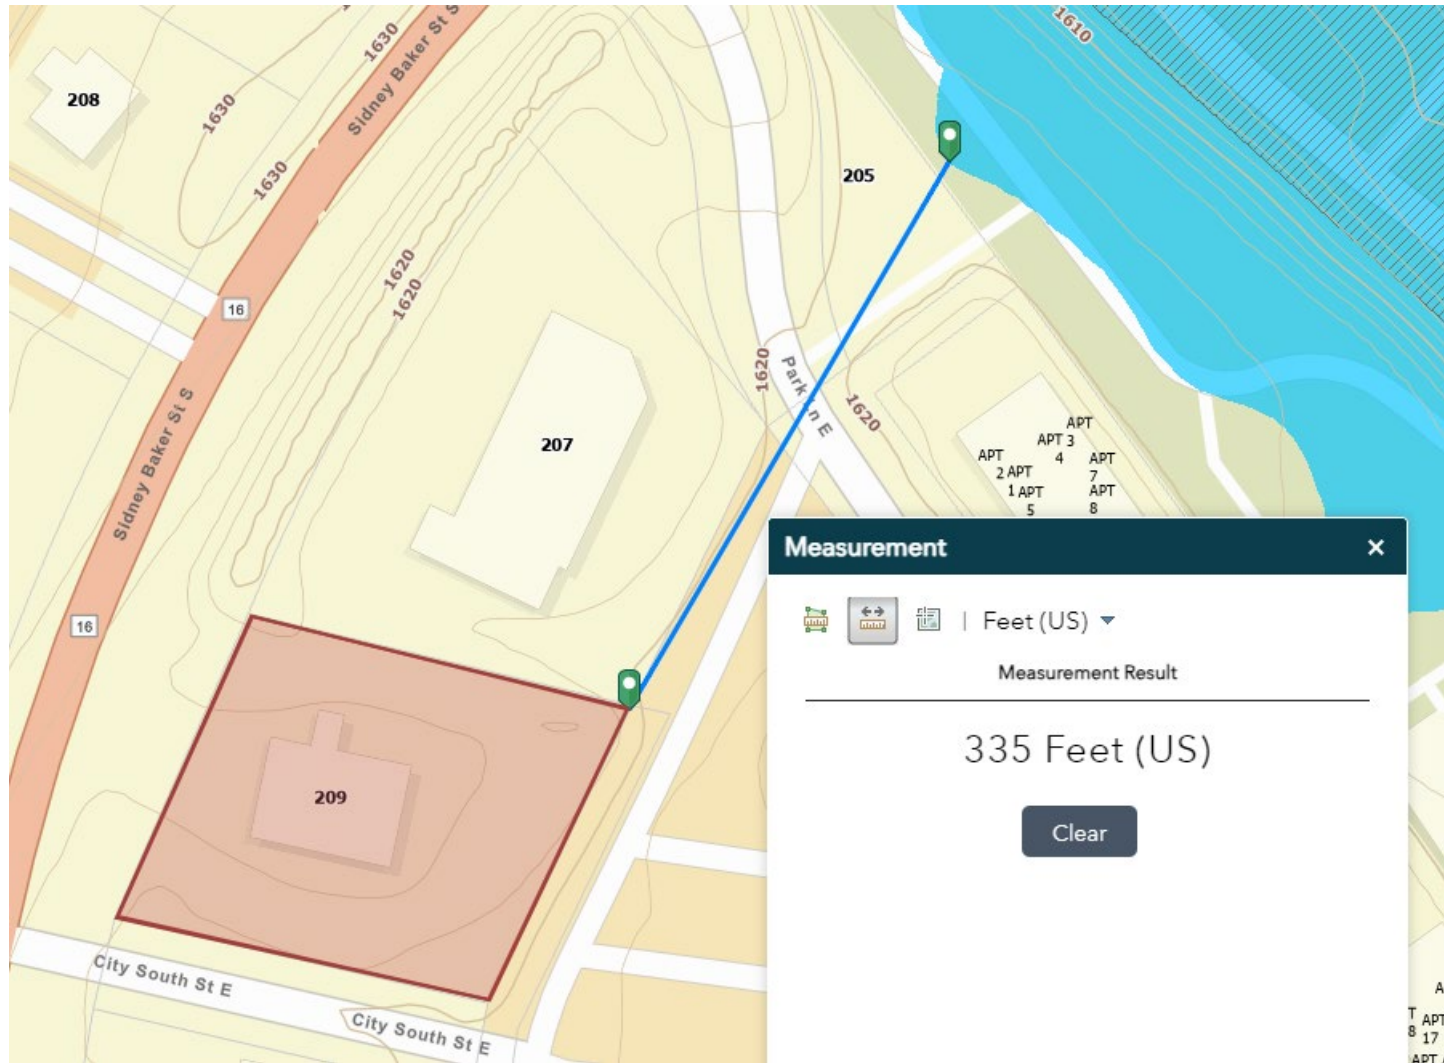 1610
1630
Sidney Baker St S
208
1630
1630
205
1620
1620
16
1620
Park Ln E
1620
207
APT
APT 3
4
APT
2 APT
APT
7
1 APT
APT
5
8
Sidney Baker St S
Measurement
×
16
Feet (US)
Measurement Result
335 Feet (US)
209
Clear
City South St E
City South St E
APT
8
17
APT